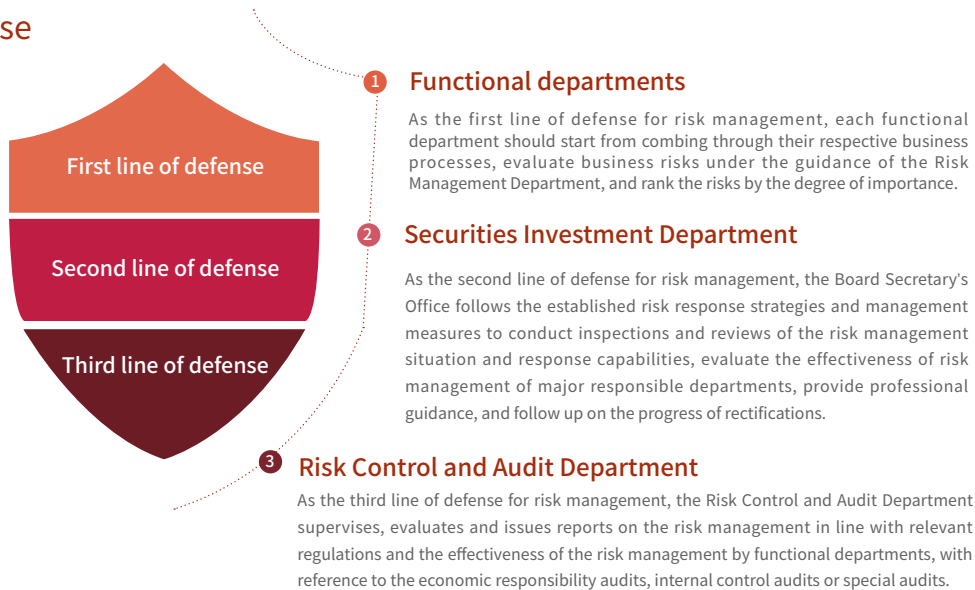 se
First line of defense
Second line of defense
Third line of defense
1
Functional departments
As the first line of defense for risk management, each functional
department should start from combing through their respective business
processes, evaluate business risks under the guidance of the Risk
Management Department, and rank the risks by the degree of importance.
2
Securities Investment Department
As the second line of defense for risk management, the Board Secretary's
Office follows the established risk response strategies and management
measures to conduct inspections and reviews of the risk management
situation and response capabilities, evaluate the effectiveness of risk
management of major responsible departments, provide professional
guidance, and follow up on the progress of rectifications.
3
Risk Control and Audit Department
As the third line of defense for risk management, the Risk Control and Audit Department
supervises, evaluates and issues reports on the risk management in line with relevant
regulations and the effectiveness of the risk management by functional departments, with
reference to the economic responsibility audits, internal control audits or special audits.